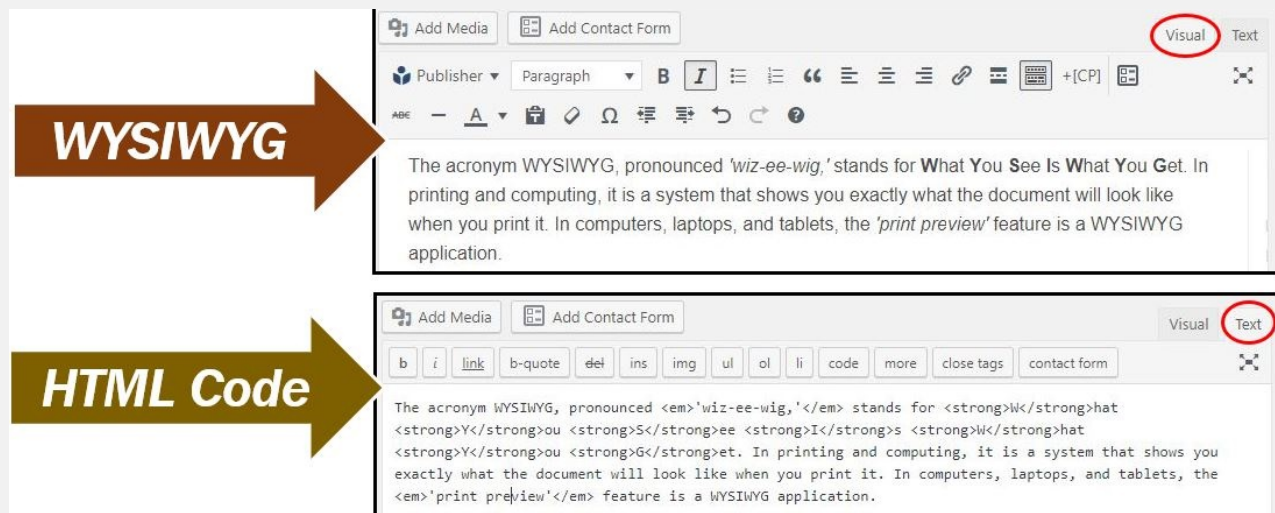 Add Media Add Contact Form
Visual Text
Publisher Paragraph B I +[CP]
ABC A Ω
WYSIWYG
The acronym WYSIWYG, pronounced 'wiz-ee-wig,' stands for What You See Is What You Get. In
printing and computing, it is a system that shows you exactly what the document will look like
when you print it. In computers, laptops, and tablets, the 'print preview' feature is a WYSIWYG
application.
Add Media Add Contact Form
Visual Text
b i link b-quote del ins img ul ol li code more close tags contact form
HTML Code
The acronym WYSIWYG, pronounced <em>'wiz-ee-wig,'</em> stands for <strong>W</strong>hat
<strong>Y</strong>ou <strong>S</strong>ee <strong>I</strong>s <strong>W</strong>hat
<strong>Y</strong>ou <strong>G</strong>et. In printing and computing, it is a system that shows you
exactly what the document will look like when you print it. In computers, laptops, and tablets, the
<em>'print preview'</em> feature is a WYSIWYG application.